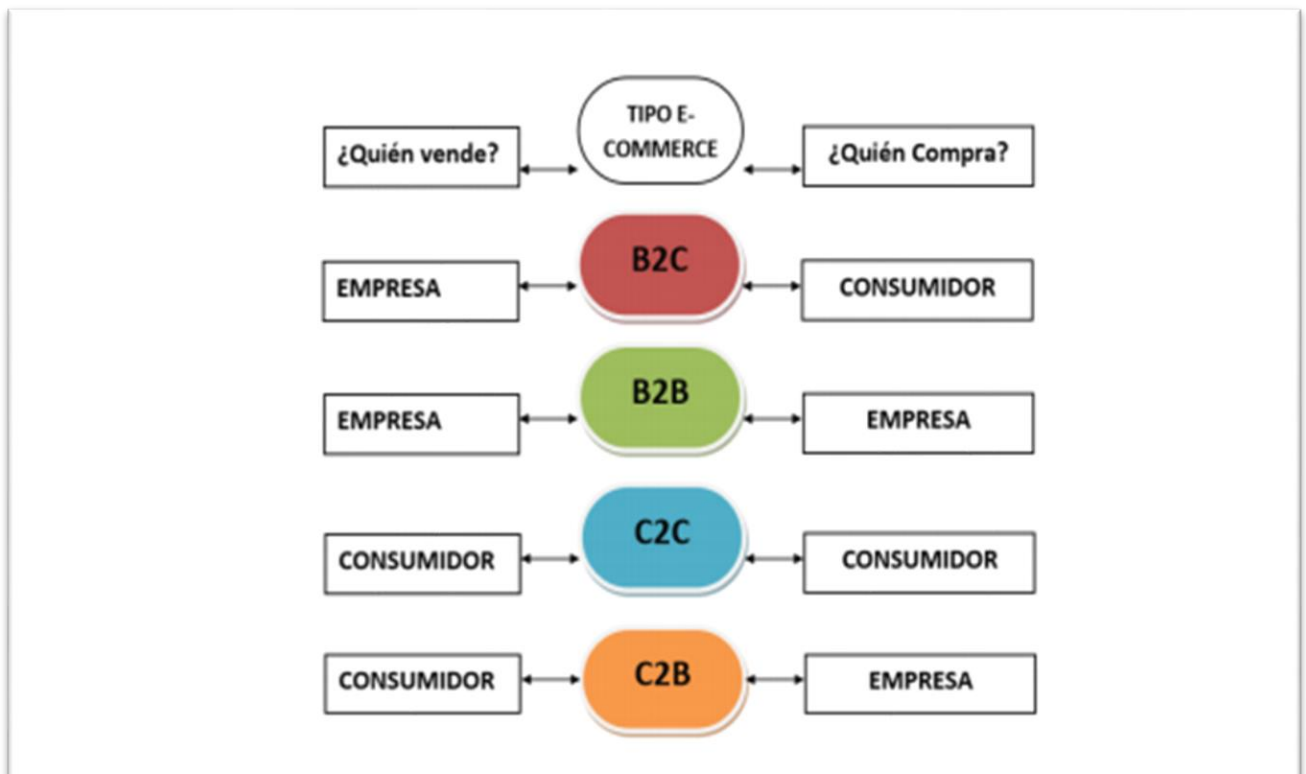 ¿Quién vende?
TIPO E-
COMMERCE
¿Quién Compra?
EMPRESA
B2C
CONSUMIDOR
EMPRESA
B2B
EMPRESA
CONSUMIDOR
C2C
CONSUMIDOR
CONSUMIDOR
C2B
EMPRESA